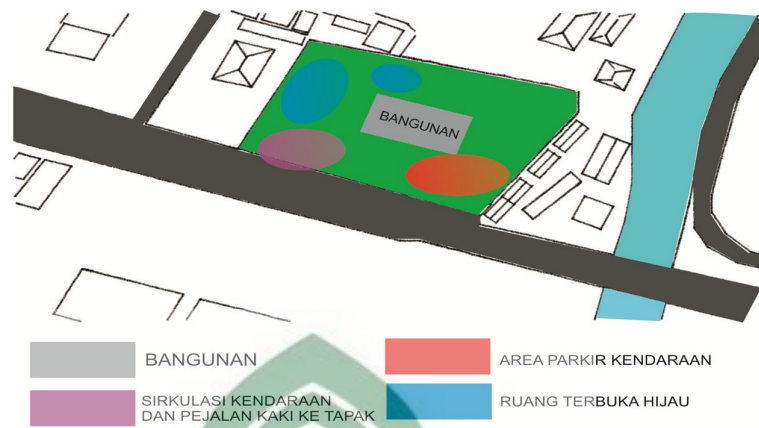 BANGUNAN
BANGUNAN
AREA PARKIR KENDARAAN
SIRKULASI KENDARAAN
DAN PEJALAN KAKI KE TAPAK
RUANG TERBUKA HIJAU